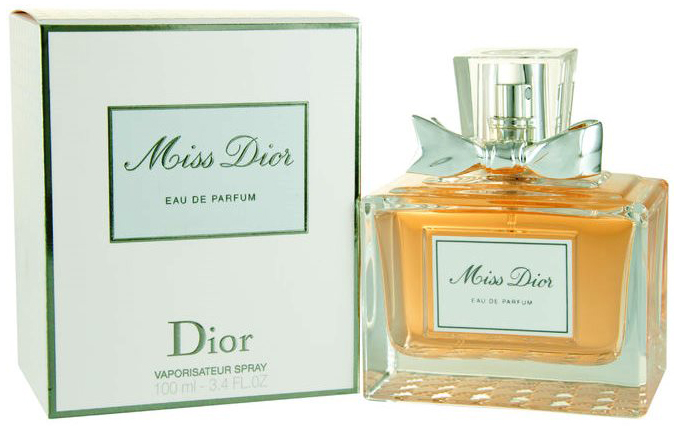 Miss Dior
EAU DE PARFUM
Dior
VAPORISATEUR SPRAY
100 ml - 3.4 FL.OZ
Miss Dior
EAU DE PARFUM